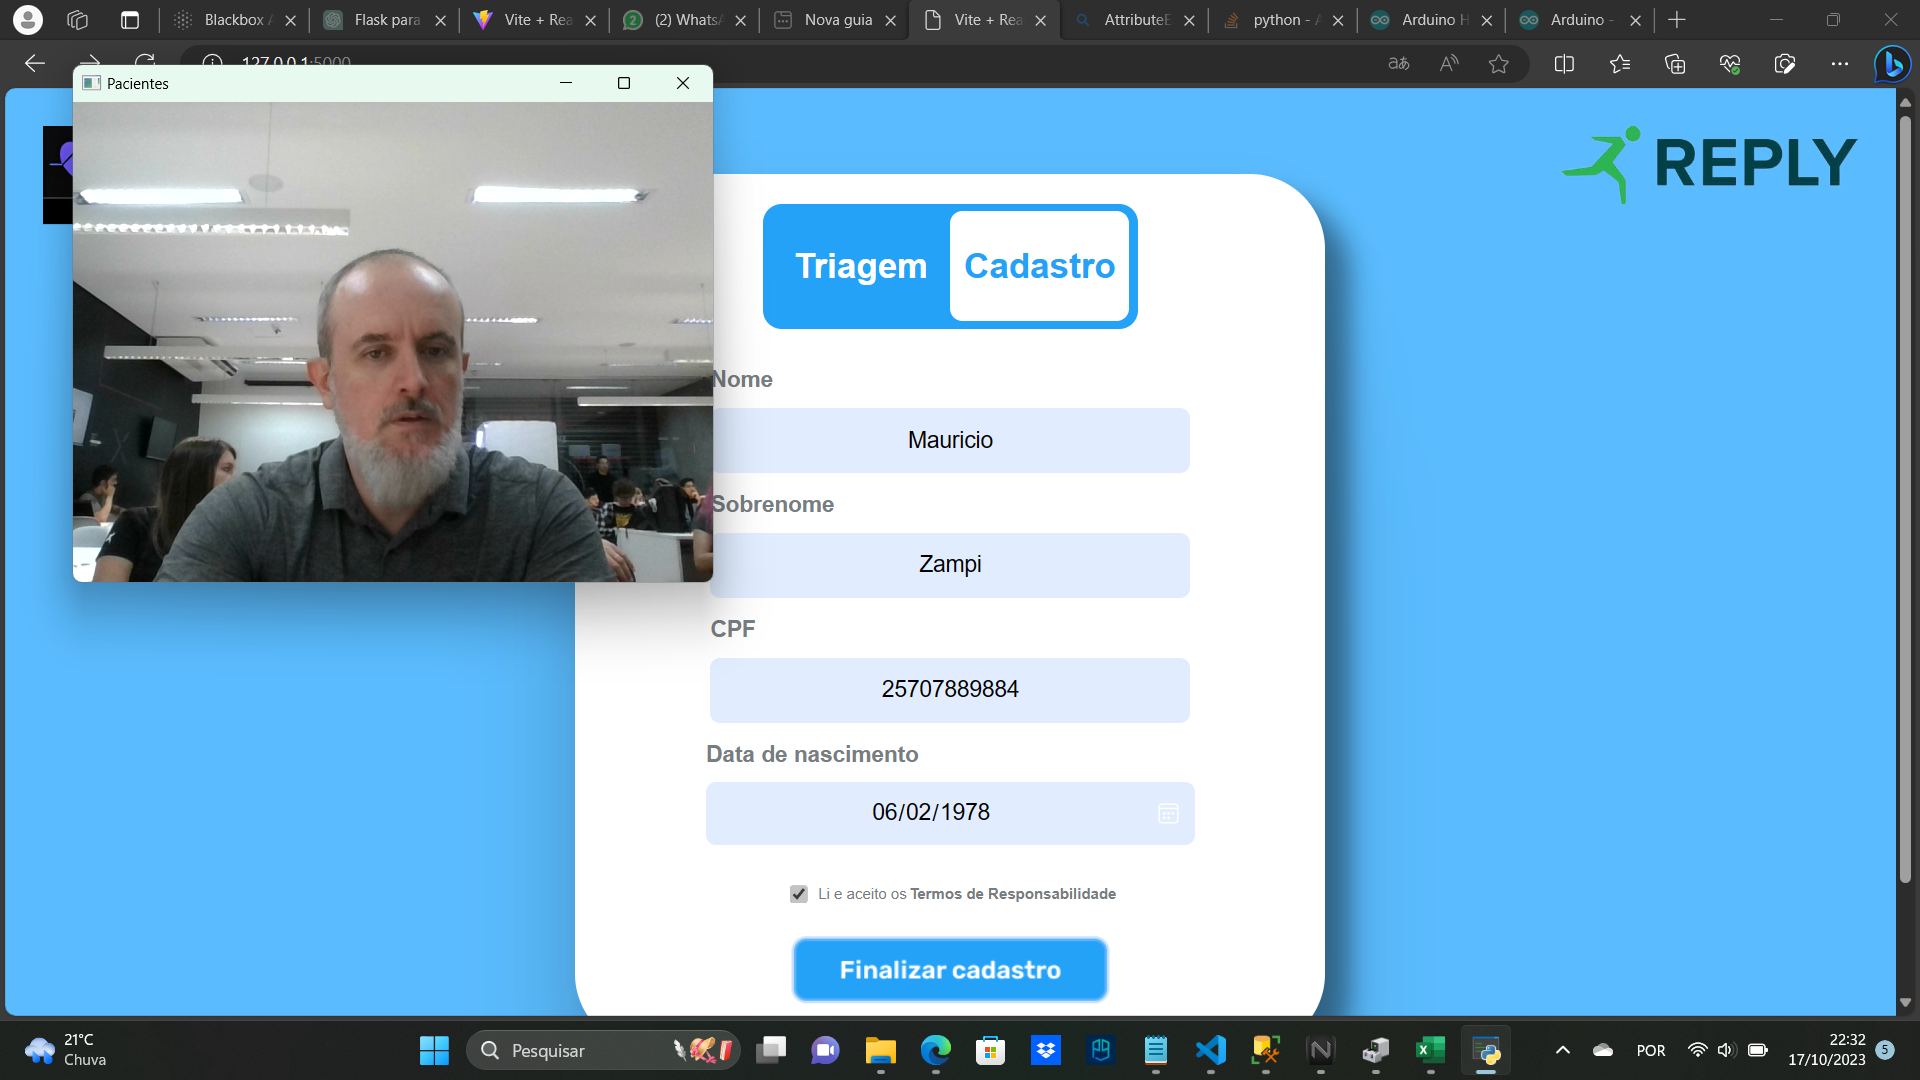 Blackbox A
Flask para
Vite + Rea
(2) Whats
Nova guia
Vite + Rea
AttributeE
python - A
Arduino H
Arduino -
127.0.0.1:5000
Pacientes
REPLY
Triagem
Cadastro
Nome
Mauricio
Sobrenome
Zampi
CPF
25707889884
Data de nascimento
06/02/1978
Li e aceito os Termos de Responsabilidade
Finalizar cadastro
21°C
Chuva
Pesquisar
POR
22:32
17/10/2023
5